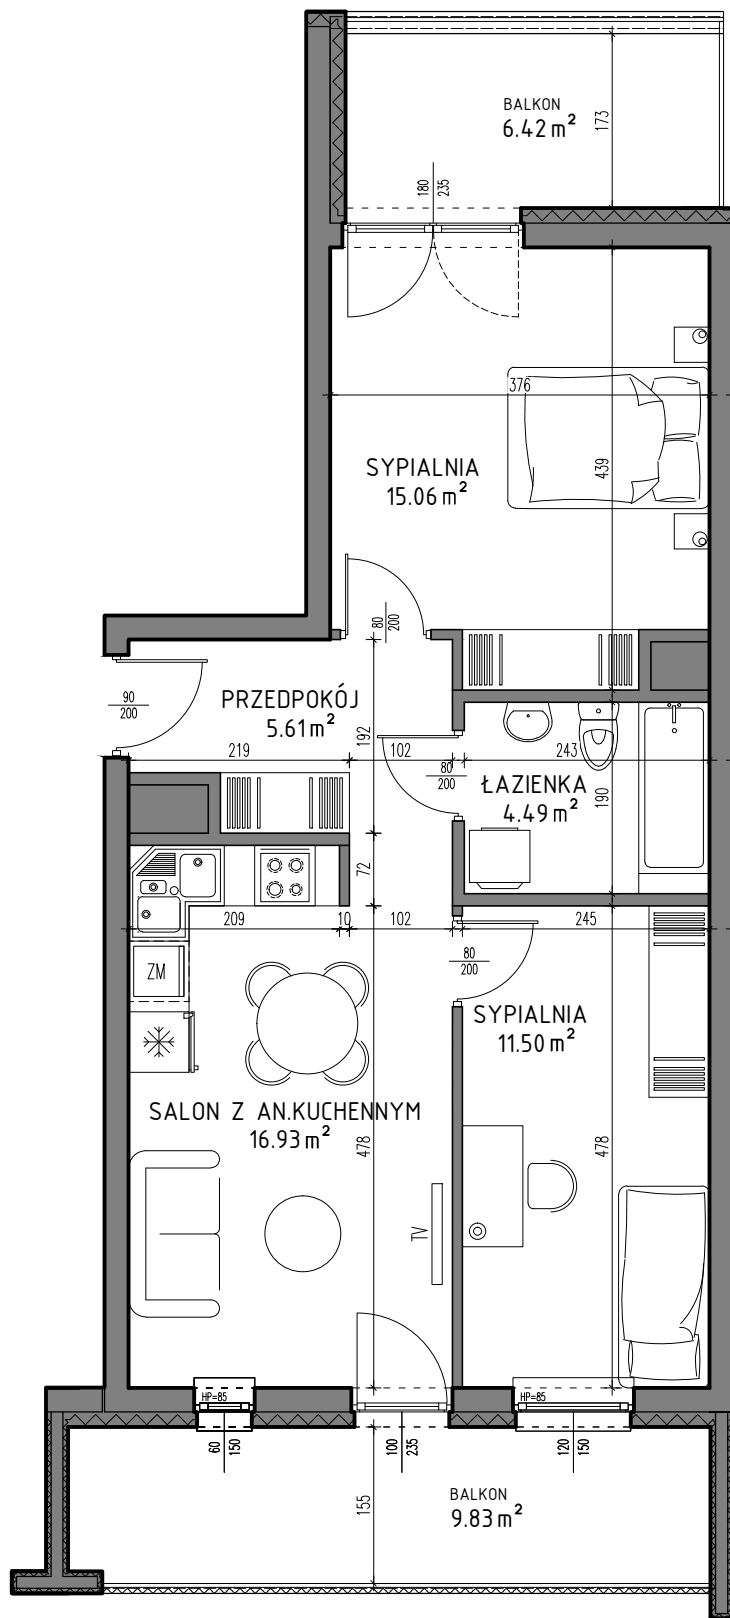 BALKON
6.42 m²
173
180
235
376
SYPIALNIA
15.06 m²
439
80
200
90
200
PRZEDPOKÓJ
5.61 m²
192
219
102
243
80
200
ŁAZIENKA
4.49 m²
190
72
209
10
102
245
80
200
ZM
SYPIALNIA
11.50 m²
SALON Z AN.KUCHENNYM
16.93 m²
478
478
TV
HP=85
HP=85
60
150
100
235
120
150
155
BALKON
9.83 m²